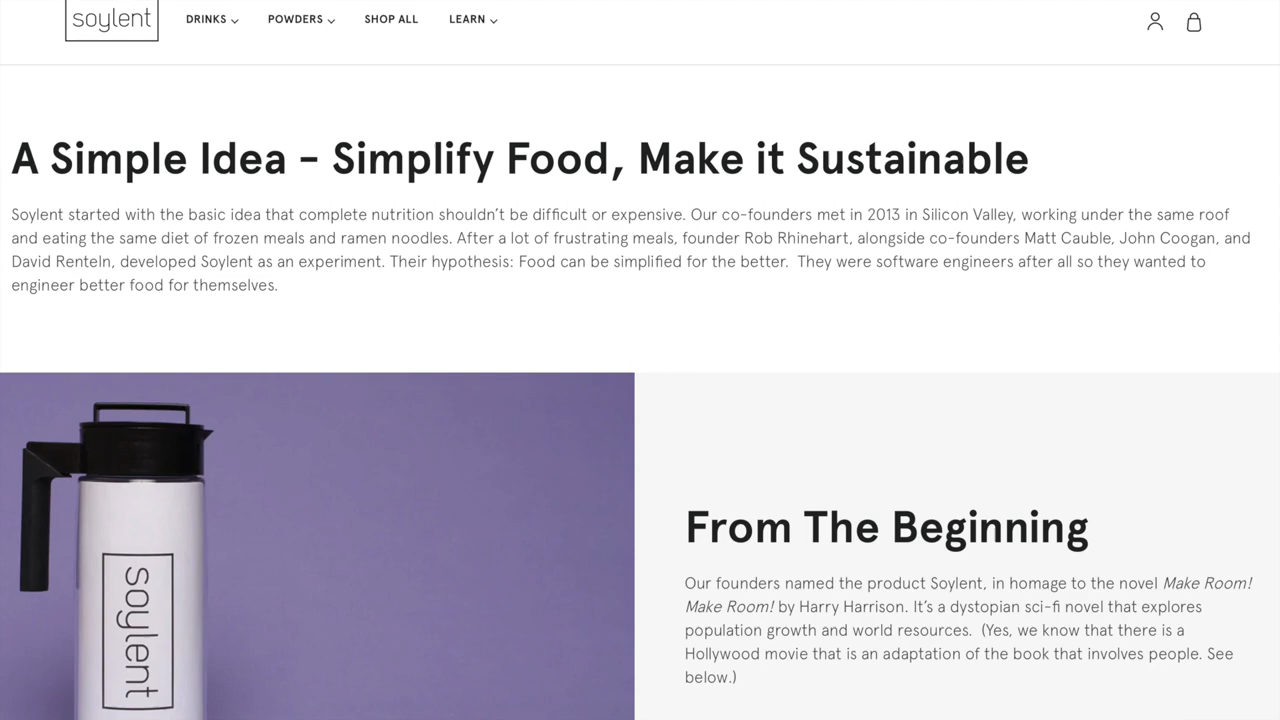 soylent
DRINKS
POWDERS
SHOP ALL
LEARN
A Simple Idea – Simplify Food, Make it Sustainable
Soylent started with the basic idea that complete nutrition shouldn’t be difficult or expensive. Our co-founders met in 2013 in Silicon Valley, working under the same roof
and eating the same diet of frozen meals and ramen noodles. After a lot of frustrating meals, founder Rob Rhinehart, alongside co-founders Matt Cauble, John Coogan, and
David Renteln, developed Soylent as an experiment. Their hypothesis: Food can be simplified for the better.  They were software engineers after all so they wanted to
engineer better food for themselves.
soylent
From The Beginning
Our founders named the product Soylent, in homage to the novel Make Room!
Make Room! by Harry Harrison. It’s a dystopian sci-fi novel that explores
population growth and world resources.  (Yes, we know that there is a
Hollywood movie that is an adaptation of the book that involves people. See
below.)